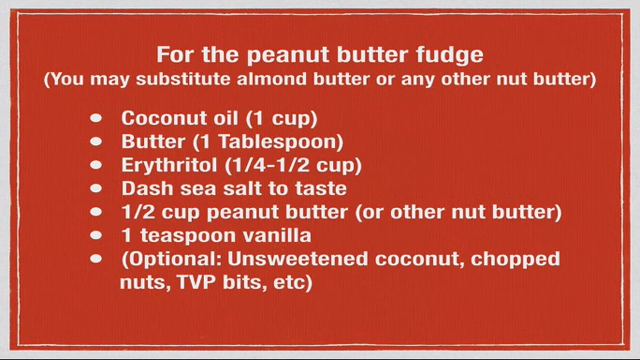 For the peanut butter fudge
(You may substitute almond butter or any other nut butter)
• Coconut oil (1 cup)
• Butter (1 Tablespoon)
• Erythritol (1/4-1/2 cup)
• Dash sea salt to taste
• 1/2 cup peanut butter (or other nut butter)
• 1 teaspoon vanilla
• (Optional: Unsweetened coconut, chopped
nuts, TVP bits, etc)